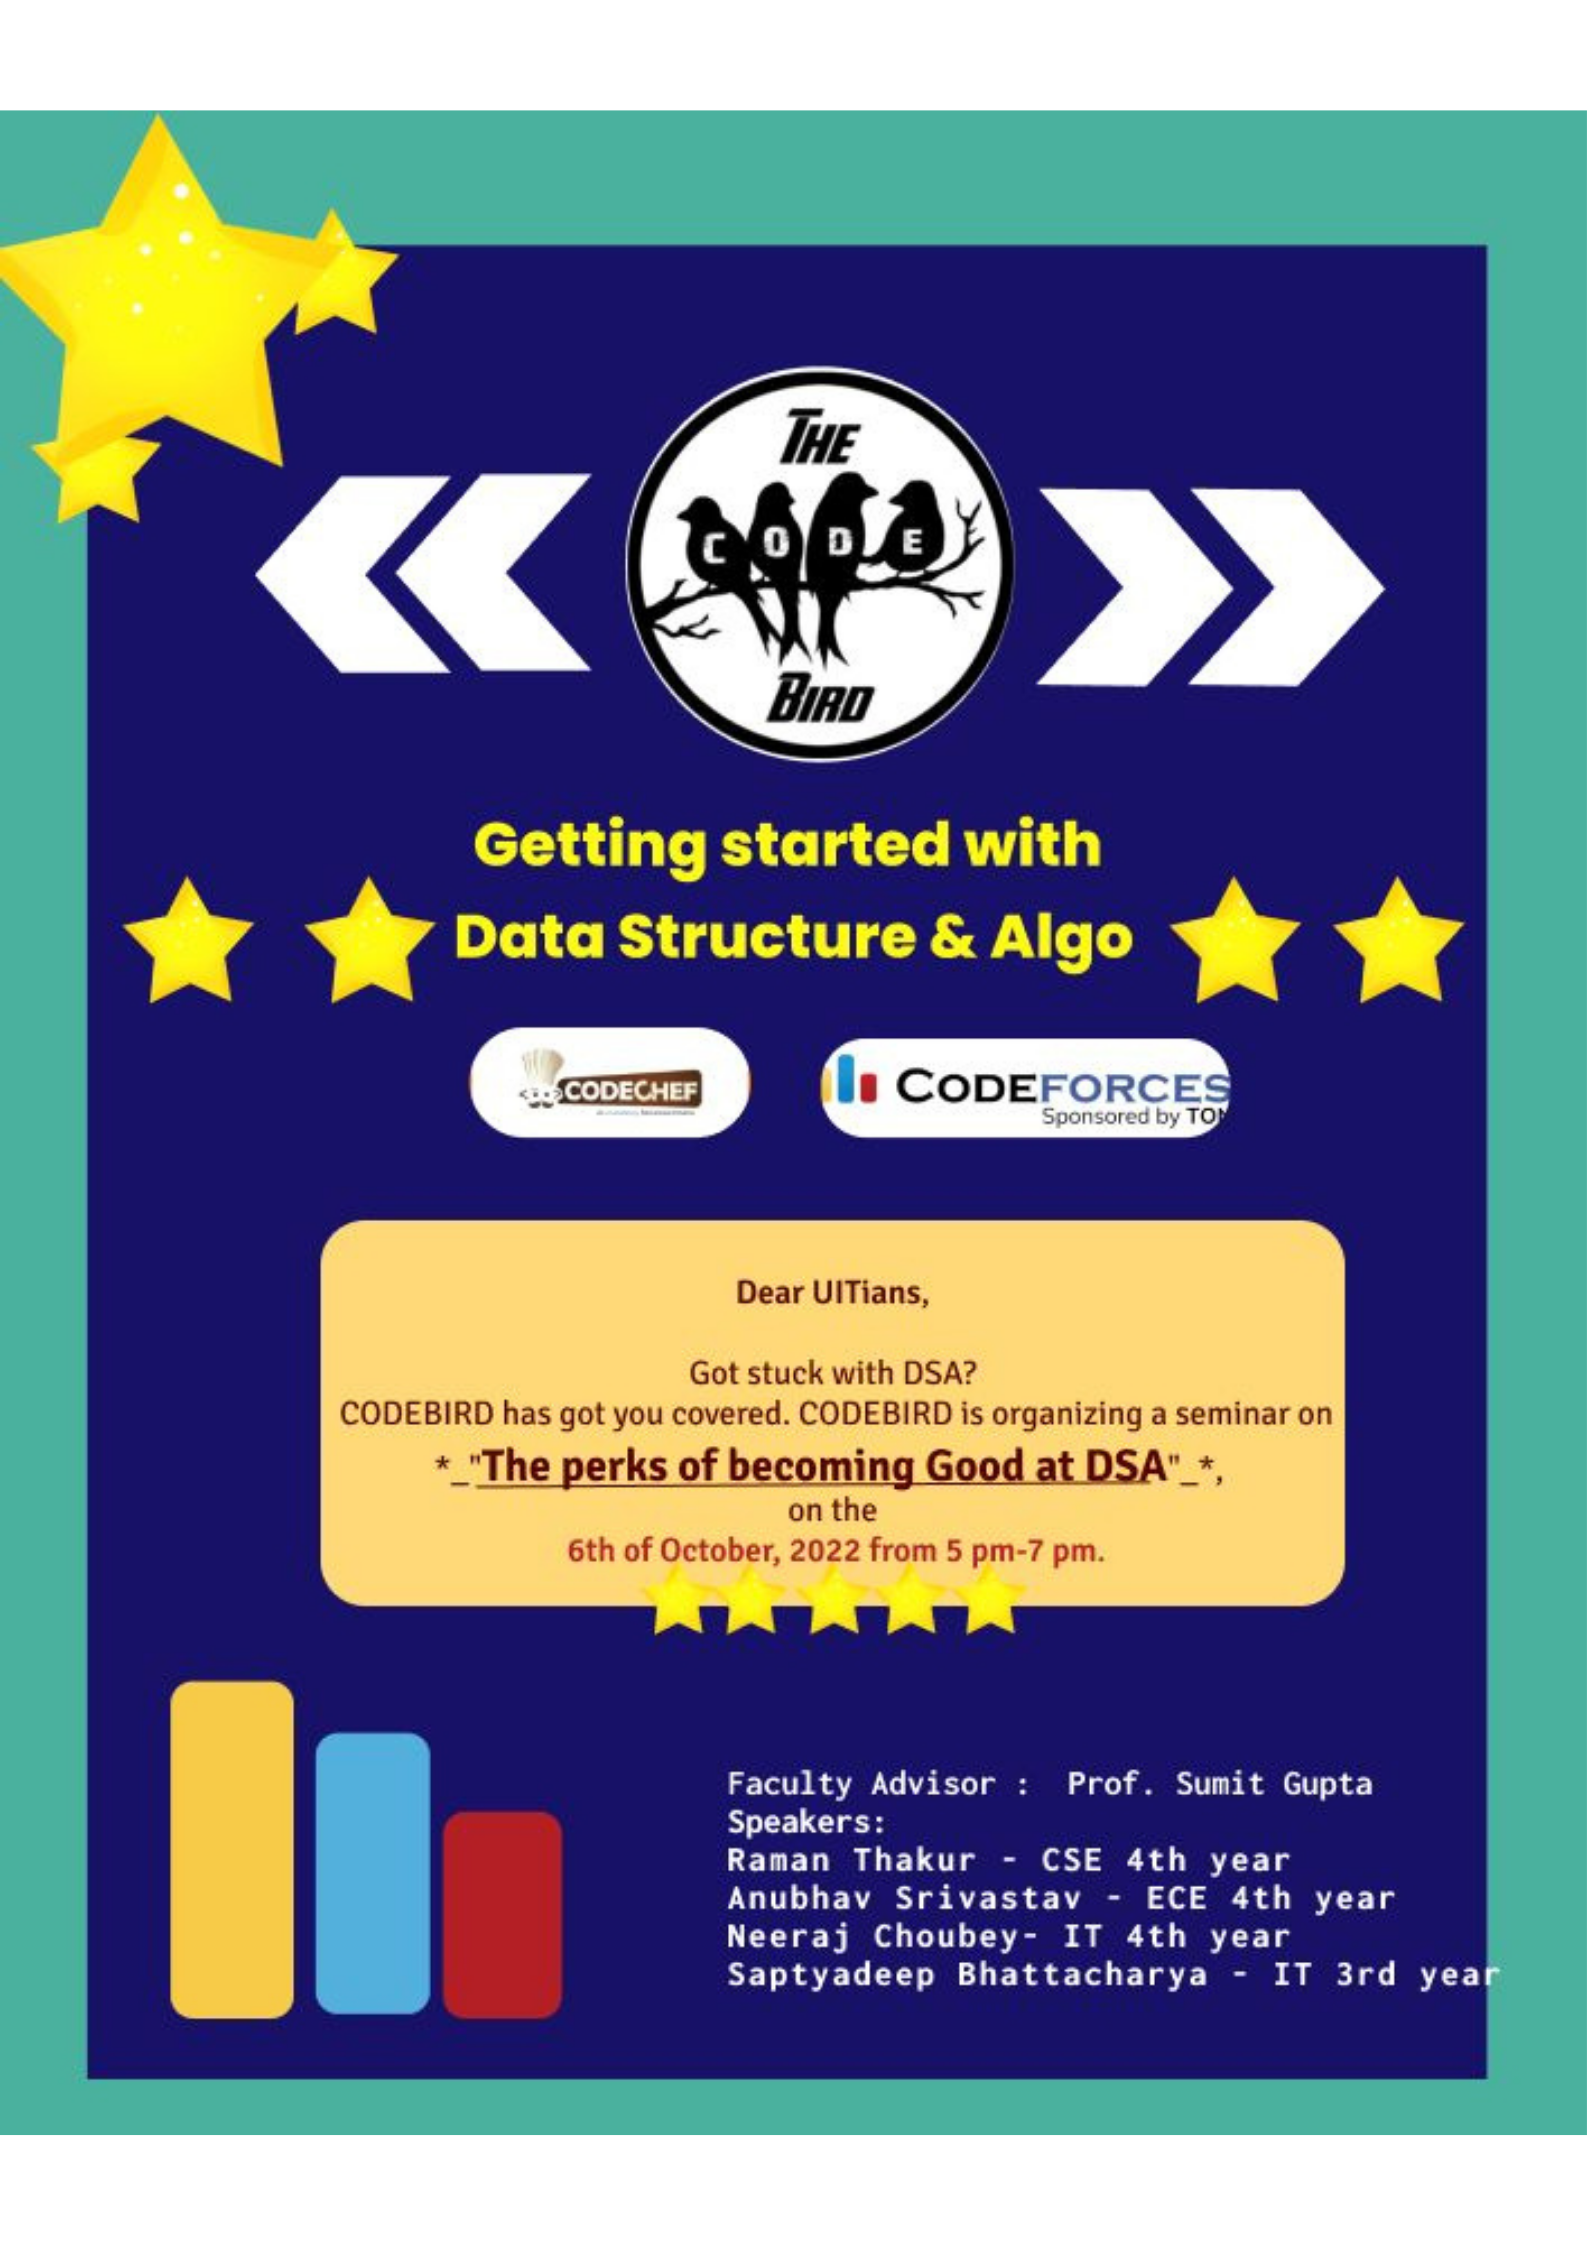 THE
CODE
BIRD
Getting started with
Data Structure & Algo
CODECHEF
CODEFORCES
Sponsored by TON
Dear UITians,
Got stuck with DSA?
CODEBIRD has got you covered. CODEBIRD is organizing a seminar on
*_"The perks of becoming Good at DSA"_*,
on the
6th of October, 2022 from 5 pm-7 pm.
Faculty Advisor :  Prof. Sumit Gupta
Speakers:
Raman Thakur - CSE 4th year
Anubhav Srivastav - ECE 4th year
Neeraj Choubey- IT 4th year
Saptyadeep Bhattacharya - IT 3rd year